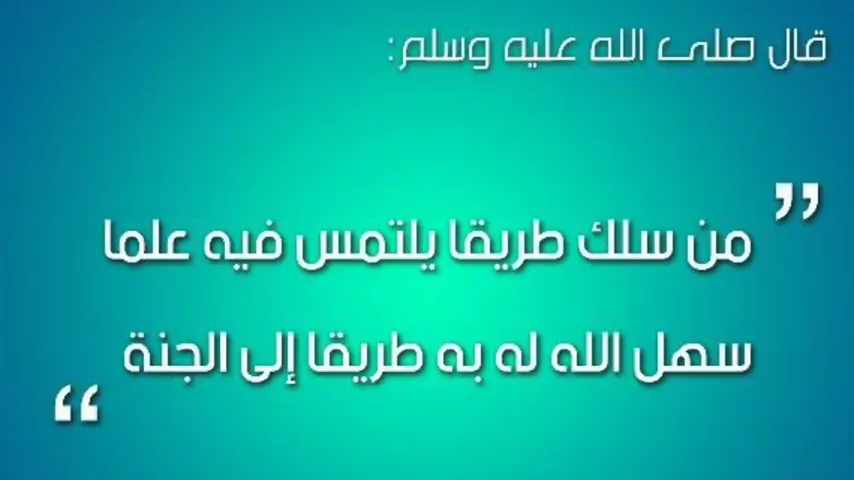 قال صلى الله عليه وسلم:
" من سلك طريقا يلتمس فيه علما
سهل الله له به طريقا إلى الجنة "